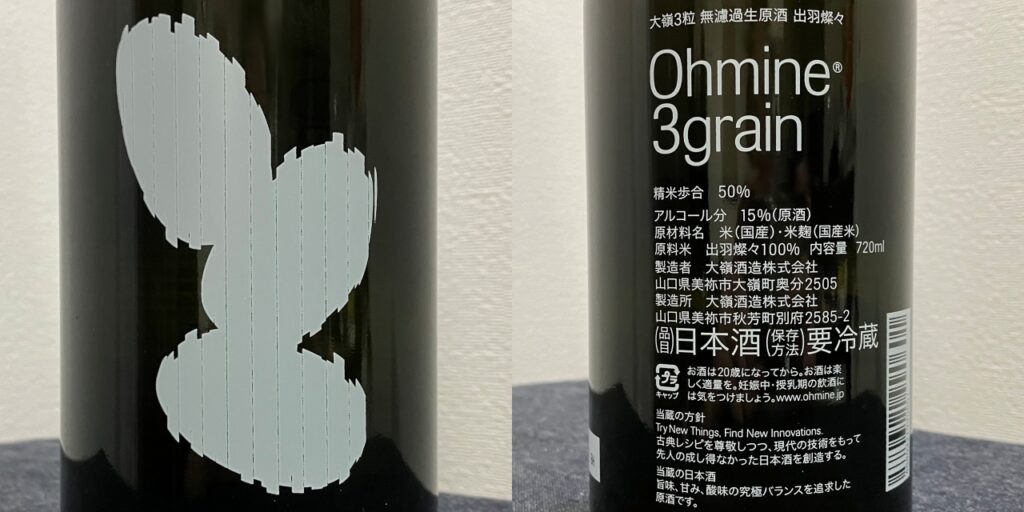 大嶺3粒 無濾過生原酒 出羽燦々
Ohmine®
3grain
精米歩合 50%
アルコール分 15%(原酒)
原材料名 米(国産)・米麹(国産米)
原料米 出羽燦々100% 内容量 720ml
製造者 大嶺酒造株式会社
山口県美祢市大嶺町奥分2505
製造所 大嶺酒造株式会社
山口県美祢市秋芳町別府2585-2
(品目)日本酒(保存方法)要冷蔵
プラ
キャップ
お酒は20歳になってから。お酒は楽
しく適量を。妊娠中・授乳期の飲酒に
は気をつけましょう。www.ohmine.jp
当蔵の方針
Try New Things, Find New Innovations.
古典レシピを尊敬しつつ、現代の技術をもって
先人の成し得なかった日本酒を創造する。
当蔵の日本酒
旨味、甘み、酸味の究極バランスを追求した
原酒です。